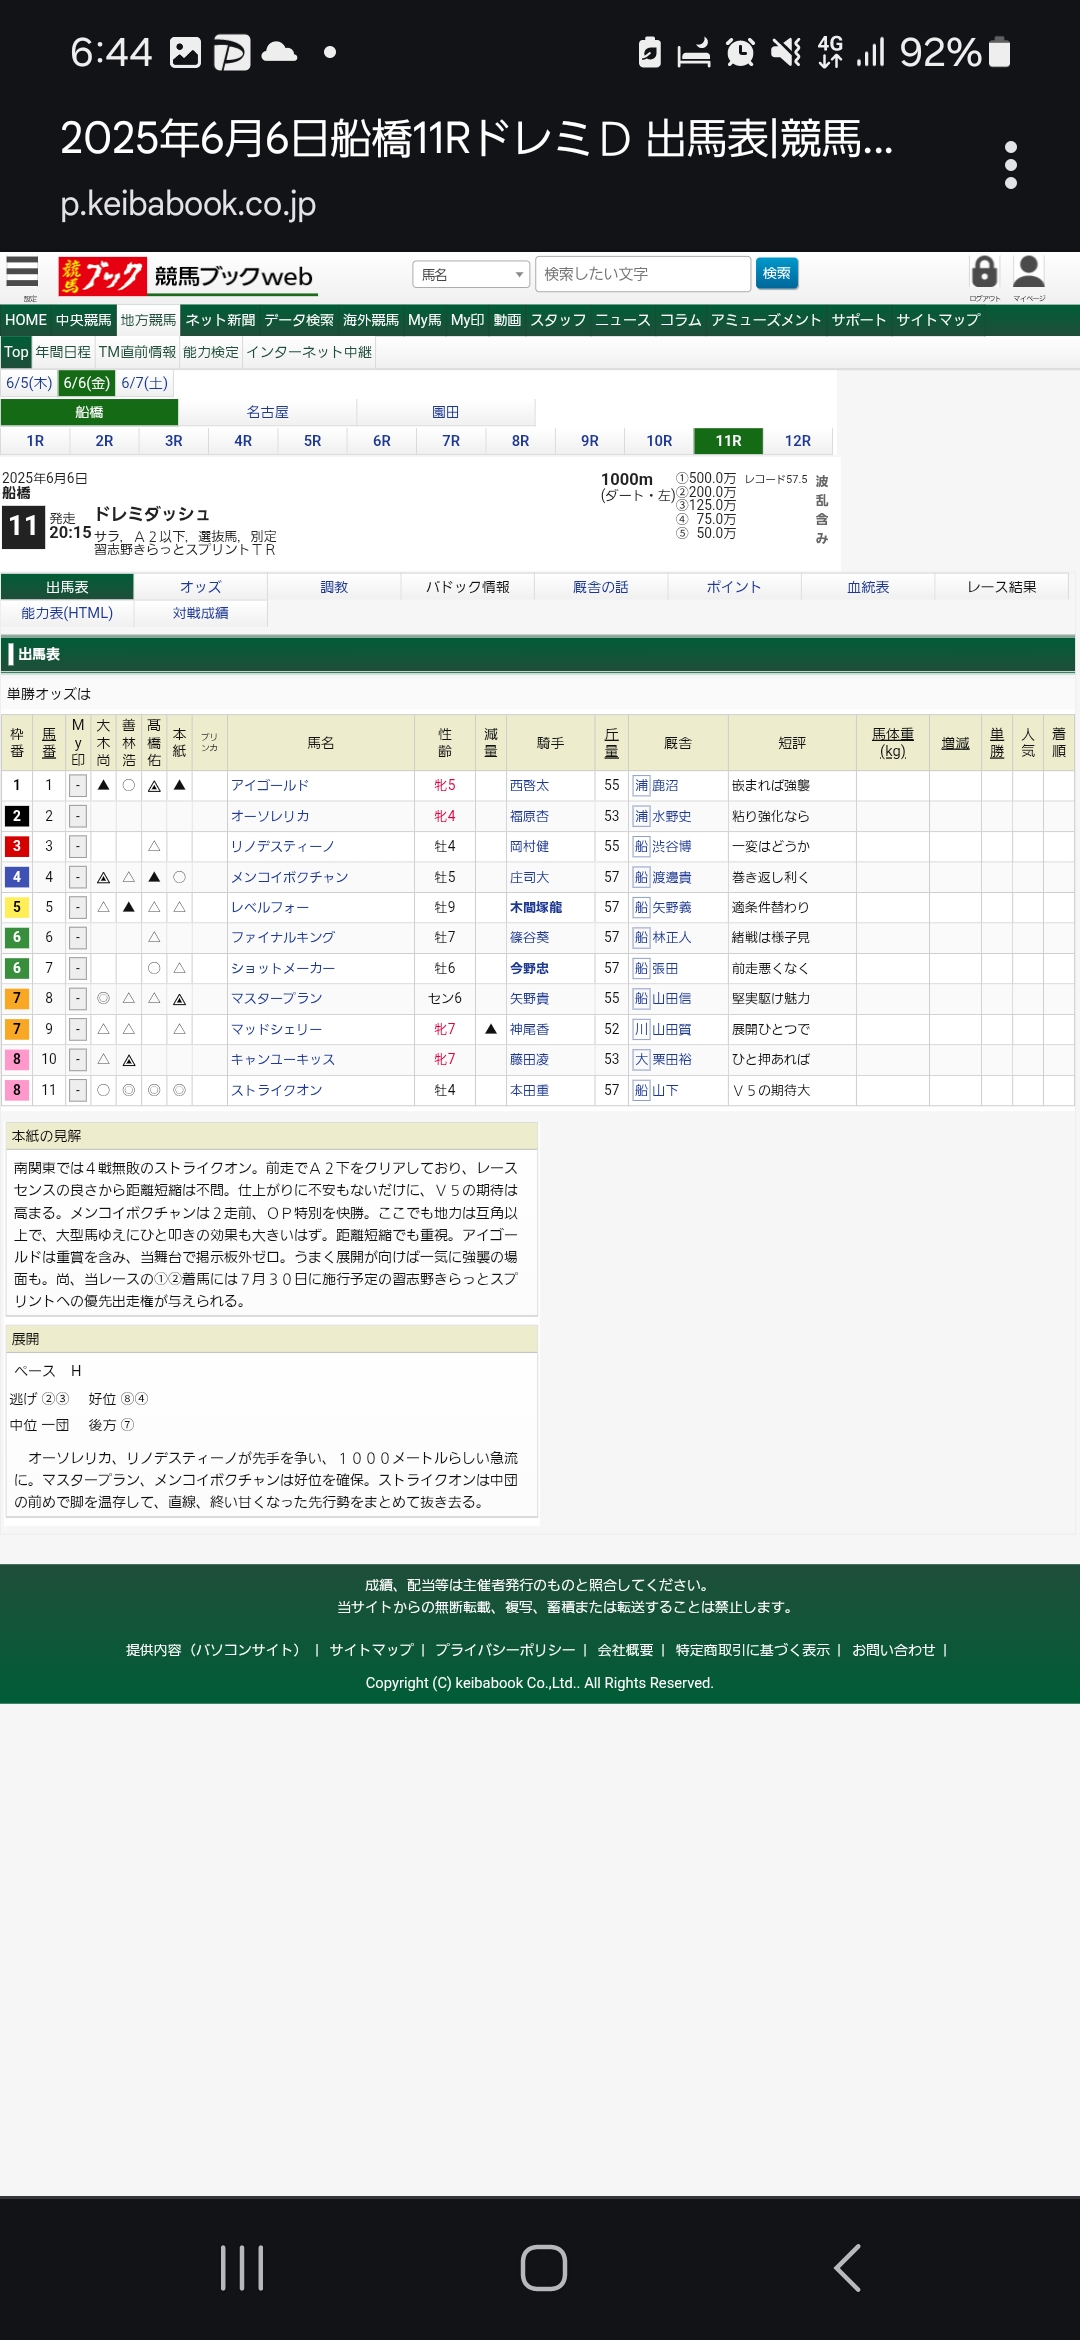 6:44 4G 92%
2025年6月6日船橋11RドレミD 出馬表|競馬...
p.keibabook.co.jp
設定 競馬ブック 競馬ブックweb 馬名 検索したい文字 検索 ログアウト マイページ
HOME 中央競馬 地方競馬 ネット新聞 データ検索 海外競馬 My馬 My印 動画 スタッフ ニュース コラム アミューズメント サポート サイトマップ
Top 年間日程 TM直前情報 能力検定 インターネット中継
6/5(木) 6/6(金) 6/7(土)
船橋 名古屋 園田
1R 2R 3R 4R 5R 6R 7R 8R 9R 10R 11R 12R
2025年6月6日
船橋
11 発走 20:15
ドレミダッシュ
サラ, A2以下, 選抜馬, 別定
習志野きらっとスプリントTR
1000m
(ダート・左)
①500.0万
②200.0万
③125.0万
④ 75.0万
⑤ 50.0万
レコード57.5
波乱含み
出馬表 オッズ 調教 パドック情報 厩舎の話 ポイント 血統表 レース結果
能力表(HTML) 対戦成績
出馬表
単勝オッズは
枠番 馬番 My印 大木尚 善林浩 髙橋佑 本紙 ブリンカ 馬名 性齢 減量 騎手 斤量 厩舎 短評 馬体重(kg) 増減 単勝 人気 着順
1 1 - ▲ ○ ▲ アイゴールド 牝5 西啓太 55 浦 鹿沼 嵌まれば強襲
2 2 - オーソレリカ 牝4 福原杏 53 浦 水野史 粘り強化なら
3 3 - △ リノデスティーノ 牡4 岡村健 55 船 渋谷博 一変はどうか
4 4 - △ ▲ ○ メンコイボクチャン 牡5 庄司大 57 船 渡邊貴 巻き返し利く
5 5 - △ ▲ △ △ レベルフォー 牡9 木間塚龍 57 船 矢野義 適条件替わり
6 6 - △ ファイナルキング 牡7 篠谷葵 57 船 林正人 緒戦は様子見
6 7 - ○ △ ショットメーカー 牡6 今野忠 57 船 張田 前走悪くなく
7 8 - ◎ △ △ マスタープラン セン6 矢野貴 55 船 山田信 堅実駆け魅力
7 9 - △ △ △ マッドシェリー 牝7 ▲ 神尾香 52 川 山田質 展開ひとつで
8 10 - △ キャンユーキッス 牝7 藤田凌 53 大 栗田裕 ひと押あれば
8 11 - ○ ◎ ◎ ◎ ストライクオン 牡4 本田重 57 船 山下 V5の期待大
本紙の見解
南関東では4戦無敗のストライクオン。前走でA2下をクリアしており、レース
センスの良さから距離短縮は不問。仕上がりに不安もないだけに、V5の期待は
高まる。メンコイボクチャンは2走前、OP特別を快勝。ここでも地力は互角以
上で、大型馬ゆえにひと叩きの効果も大きいはず。距離短縮でも重視。アイゴー
ルドは重賞を含み、当舞台で掲示板外ゼロ。うまく展開が向けば一気に強襲の場
面も。尚、当レースの①②着馬には7月30日に施行予定の習志野きらっとスプ
リントへの優先出走権が与えられる。
展開
ペース H
逃げ ②③ 好位 ⑧④
中位 一団 後方 ⑦
オーソレリカ、リノデスティーノが先手を争い、1000メートルらしい急流
に。マスタープラン、メンコイボクチャンは好位を確保。ストライクオンは中団
の前めで脚を温存して、直線、終い甘くなった先行勢をまとめて抜き去る。
成績、配当等は主催者発行のものと照合してください。
当サイトからの無断転載、複写、蓄積または転送することは禁止します。
提供内容(パソコンサイト) | サイトマップ | プライバシーポリシー | 会社概要 | 特定商取引に基づく表示 | お問い合わせ |
Copyright (C) keibabook Co.,Ltd.. All Rights Reserved.